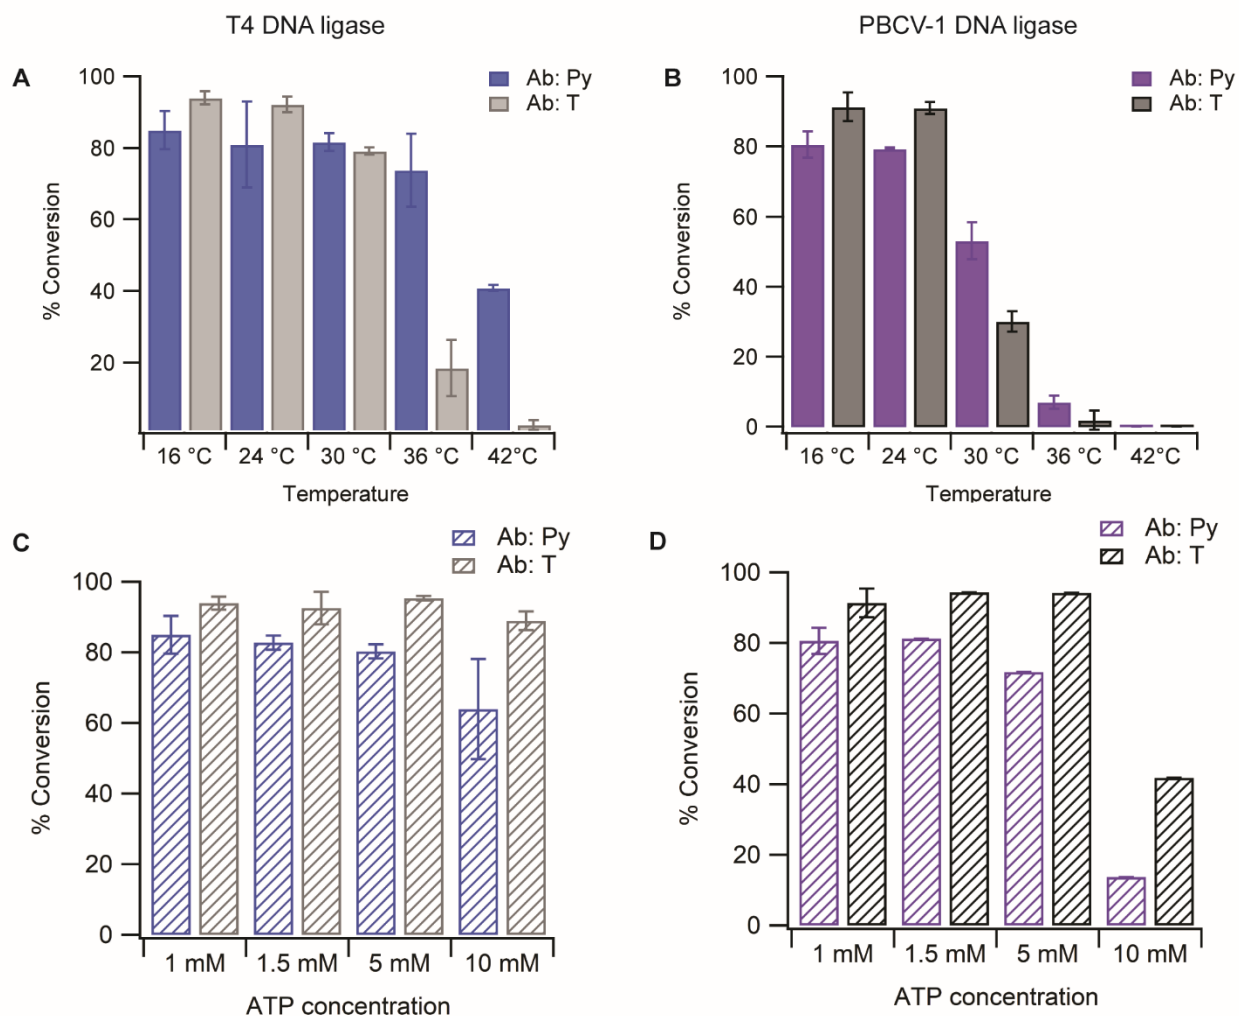 T4 DNA ligase
PBCV-1 DNA ligase
A
100
80
60
40
20
% Conversion
Ab: Py
Ab: T
16 °C 24 °C 30 °C 36 °C 42°C
Temperature
B
100
80
60
40
20
0
% Conversion
Ab: Py
Ab: T
16 °C 24 °C 30 °C 36 °C 42°C
Temperature
C
100
80
60
40
20
0
% Conversion
Ab: Py
Ab: T
1 mM 1.5 mM 5 mM 10 mM
ATP concentration
D
100
80
60
40
20
0
% Conversion
Ab: Py
Ab: T
1 mM 1.5 mM 5 mM 10 mM
ATP concentration